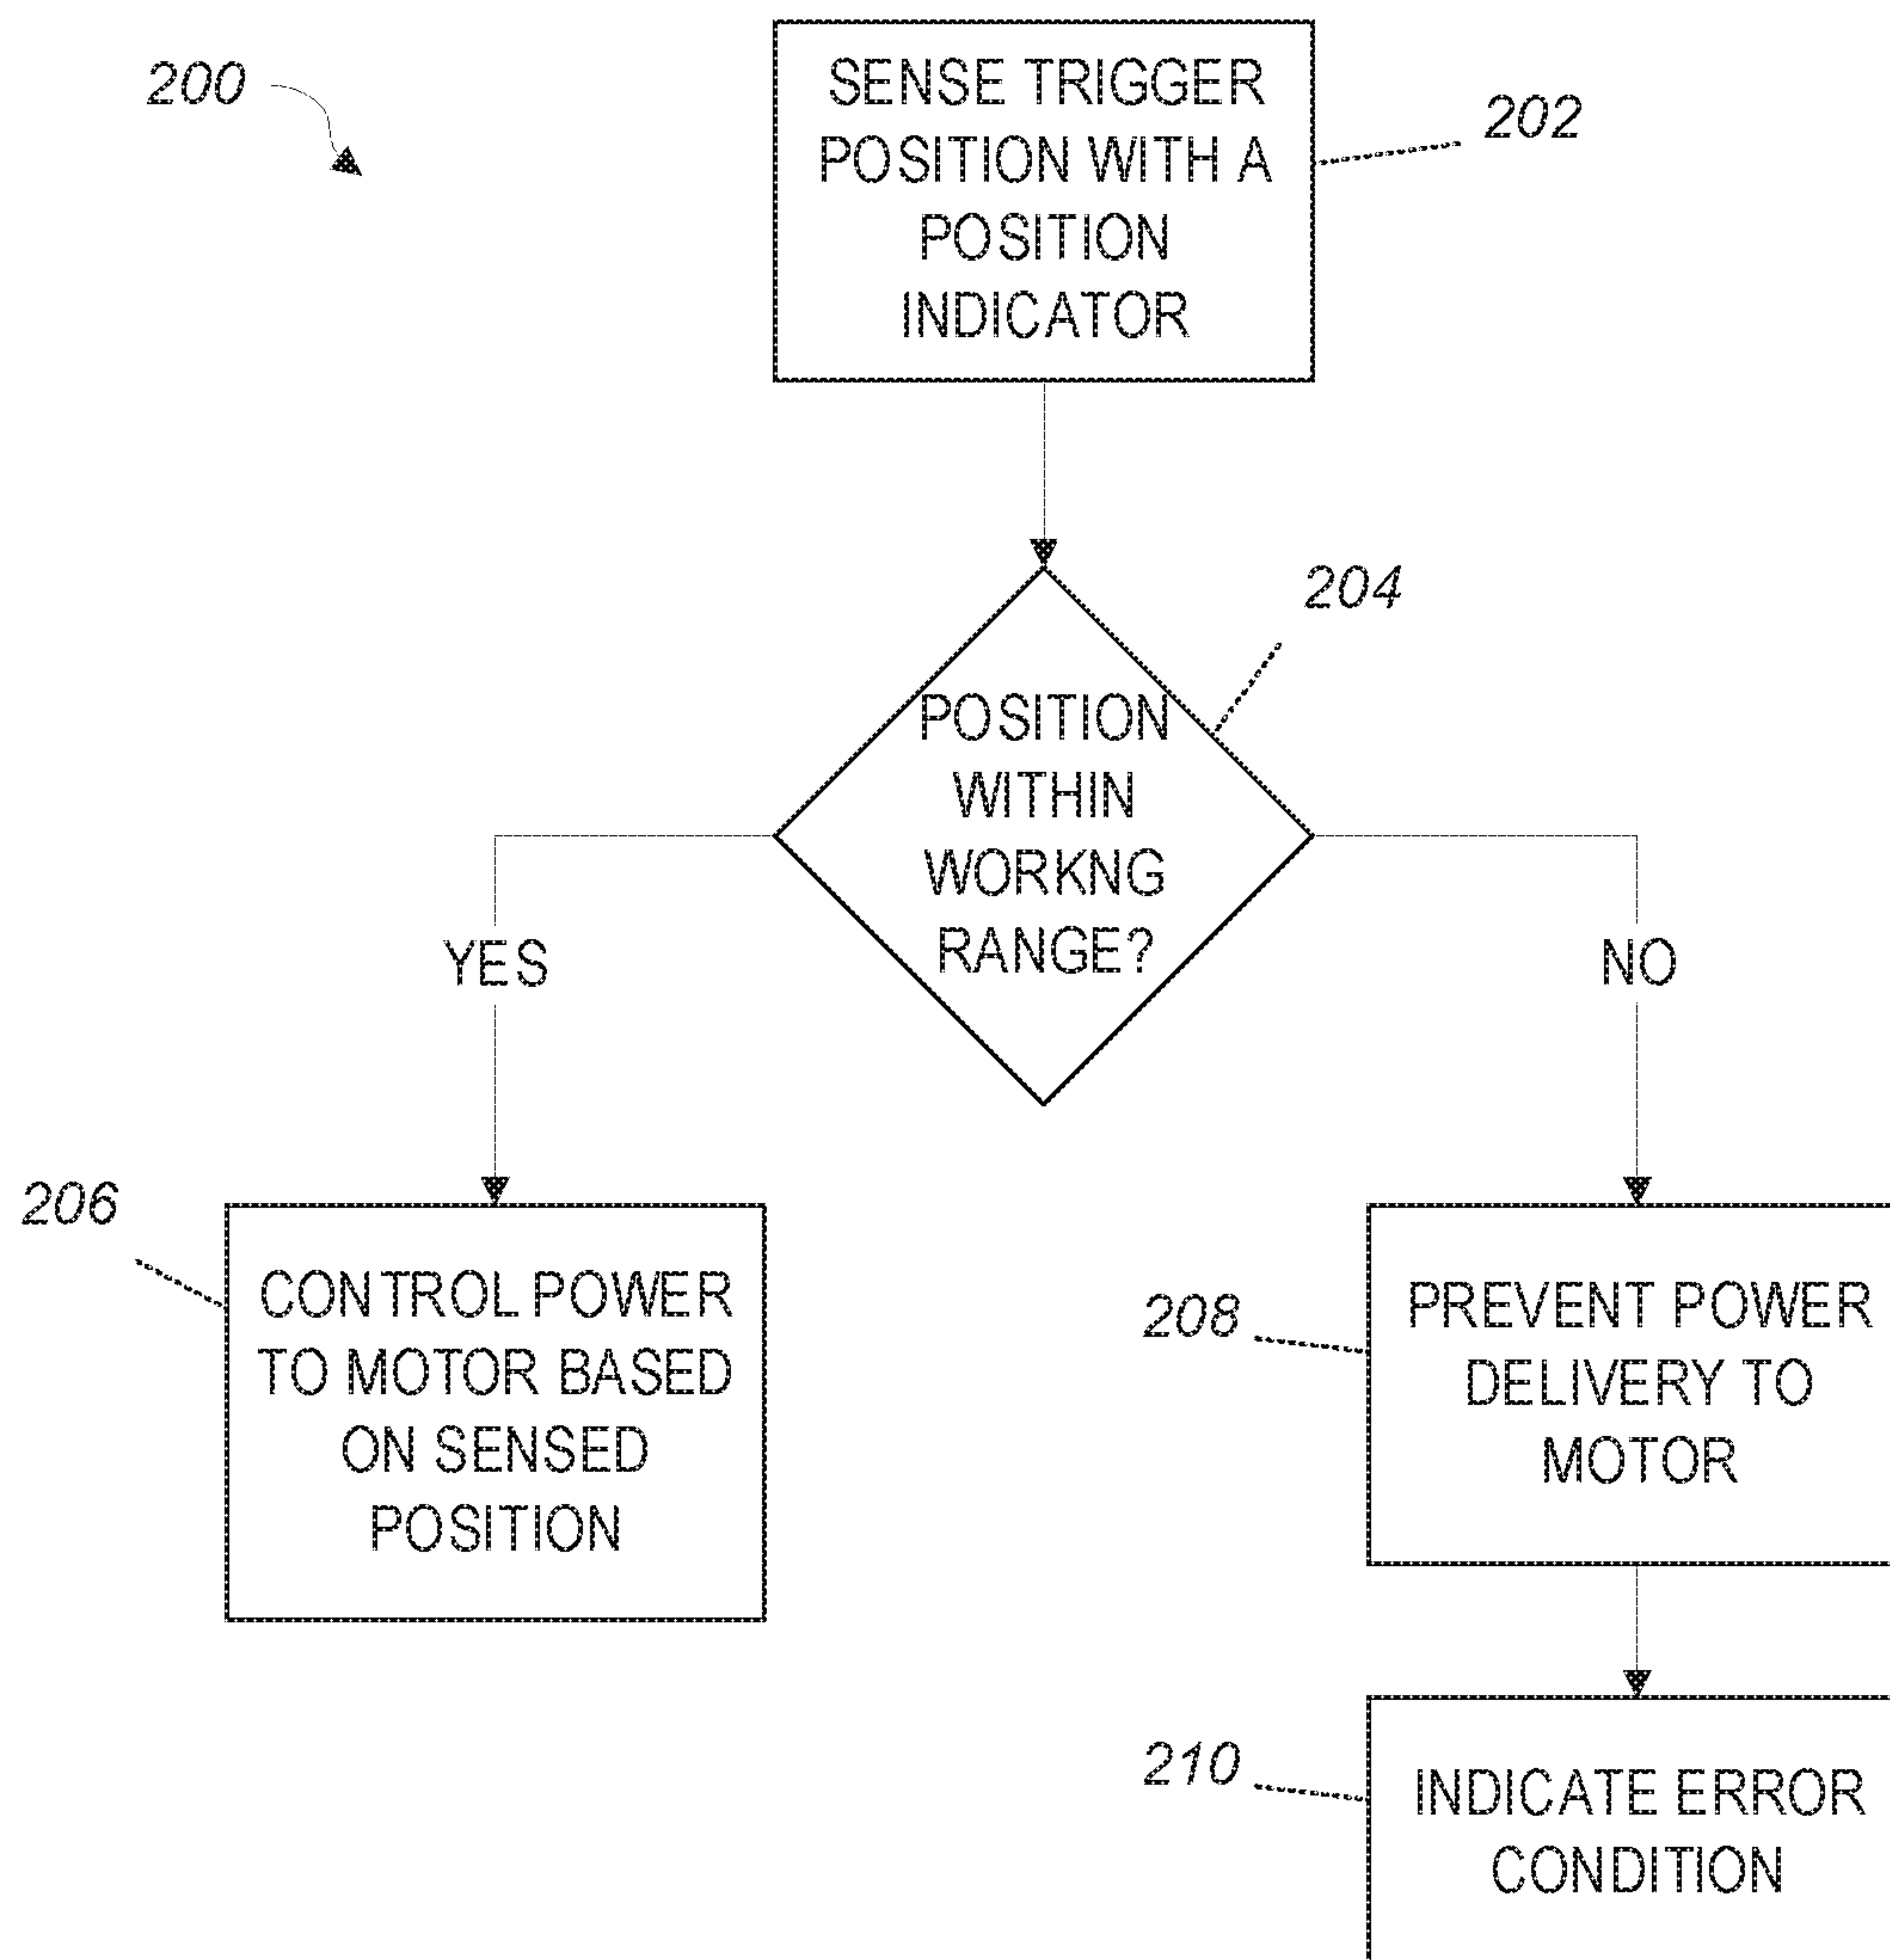 200
SENSE TRIGGER
POSITION WITH A
POSITION
INDICATOR
202
204
POSITION
WITHIN
WORKNG
RANGE?
YES
NO
206
CONTROL POWER
TO MOTOR BASED
ON SENSED
POSITION
208
PREVENT POWER
DELIVERY TO
MOTOR
210
INDICATE ERROR
CONDITION